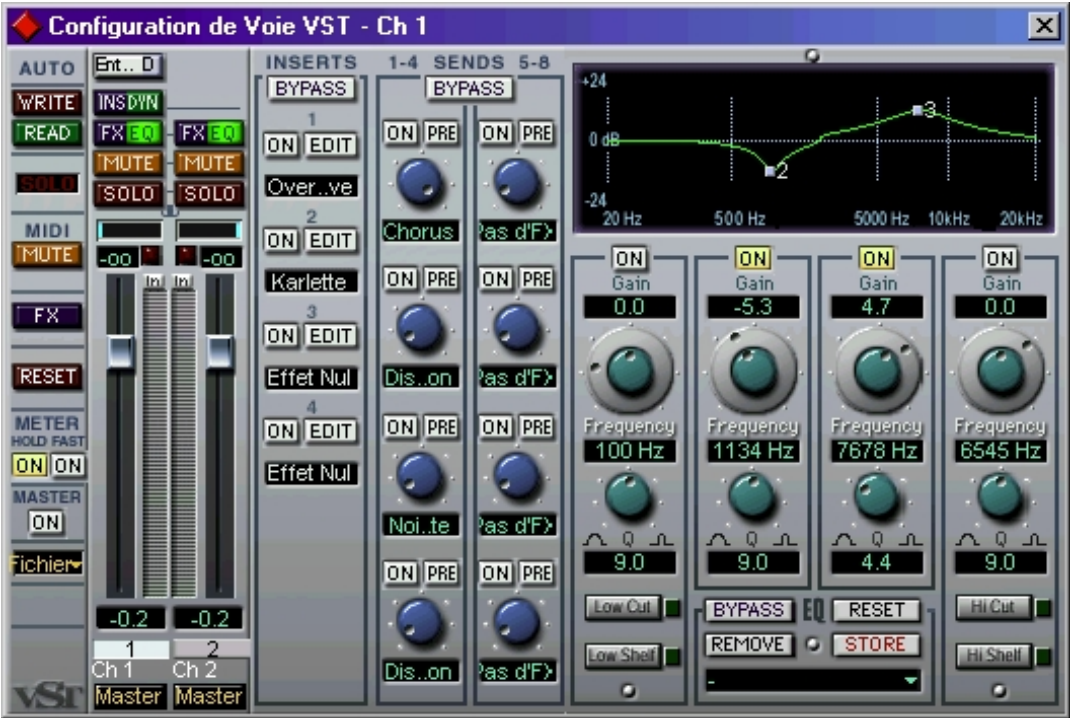 Configuration de Voie VST - Ch 1
AUTO
WRITE
READ
SOLO
MIDI
MUTE
FX
RESET
METER
HOLD FAST
ON ON
MASTER
ON
Fichier
VST
Ent.. D
INS DYN
FX EQ FX EQ
MUTE MUTE
SOLO SOLO
-oo -oo
In In
-0.2 -0.2
1 2
Ch 1 Ch 2
Master Master
INSERTS
BYPASS
1
ON EDIT
Over..ve
2
ON EDIT
Karlette
3
ON EDIT
Effet Nul
4
ON EDIT
Effet Nul
1-4 SENDS 5-8
BYPASS
ON PRE ON PRE
Chorus Pas d'F
ON PRE ON PRE
Dis..on Pas d'F
ON PRE ON PRE
Noi..te Pas d'F
ON PRE ON PRE
Dis..on Pas d'F
+24
3
0 dB
2
-24
20 Hz 500 Hz 5000 Hz 10kHz 20kHz
ON ON ON ON
Gain Gain Gain Gain
0.0 -5.3 4.7 0.0
Frequency Frequency Frequency Frequency
100 Hz 1134 Hz 7678 Hz 6545 Hz
Q Q Q Q
9.0 9.0 4.4 9.0
Low Cut BYPASS EQ RESET Hi Cut
Low Shelf REMOVE STORE Hi Shelf
-